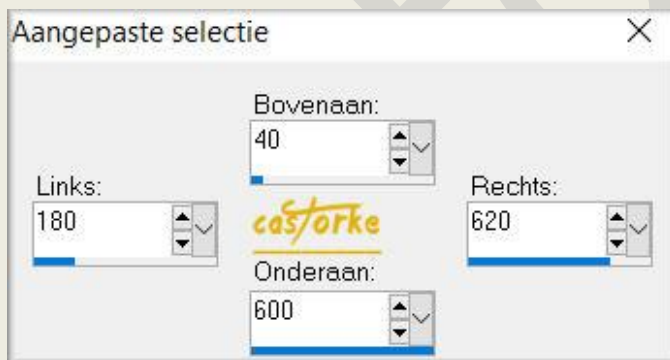 Aangepaste selectie
Bovenaan:
40
Links:
180
castorke
Rechts:
620
Onderaan:
600